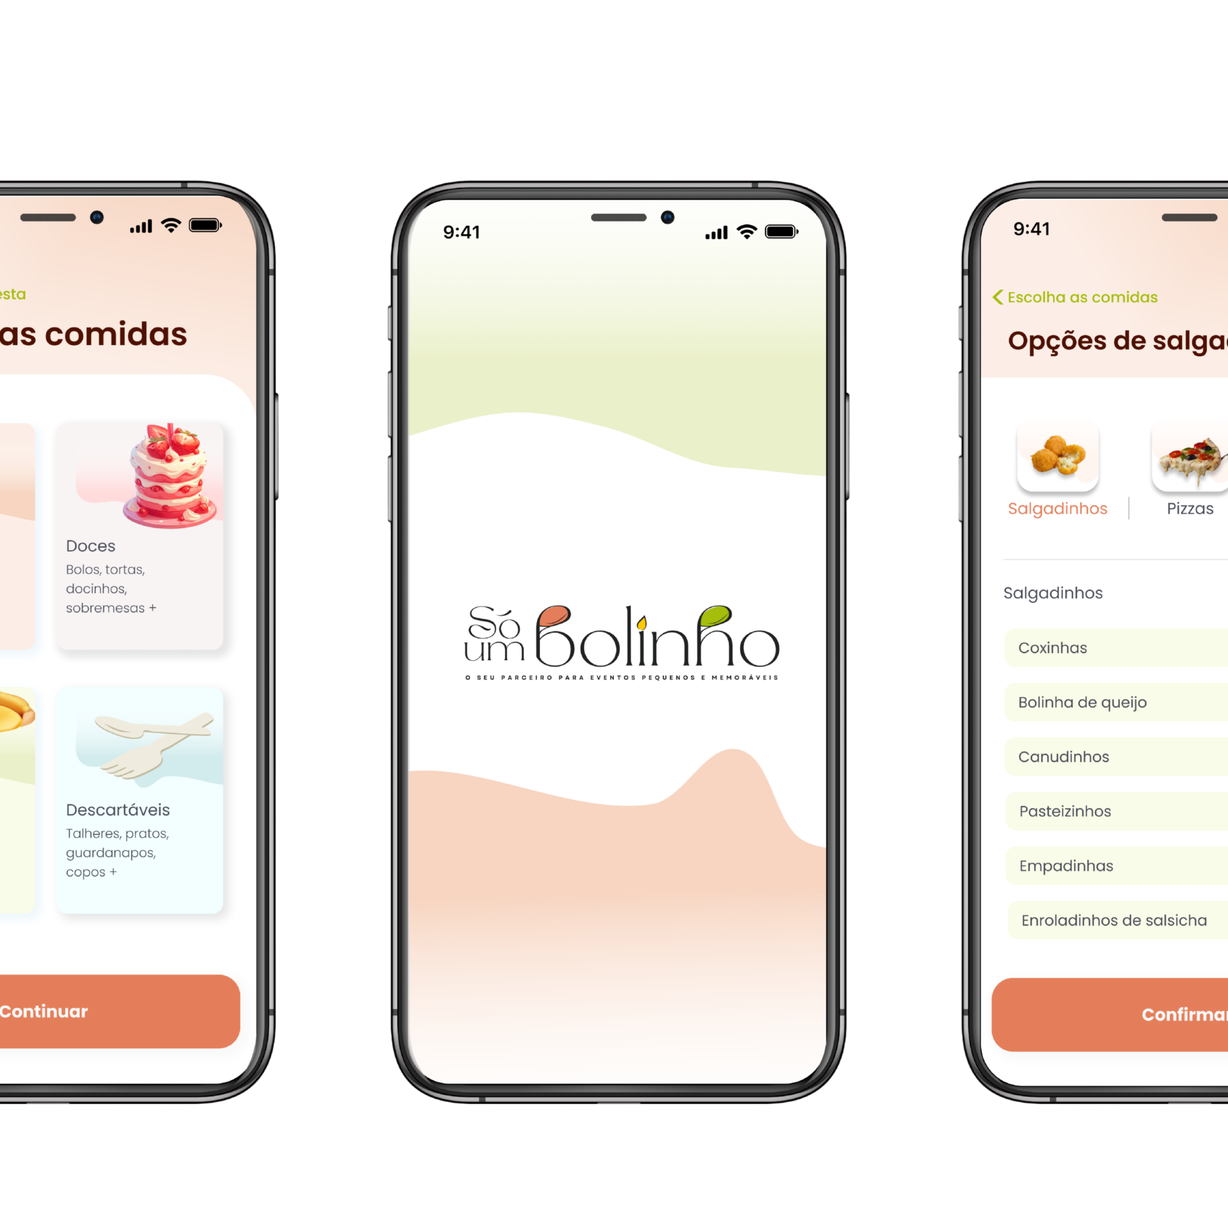 esta
as comidas
Doces
Bolos, tortas,
docinhos,
sobremesas +
Descartáveis
Talheres, pratos,
guardanapos,
copos +
Continuar
9:41
Só
um bolinho
O SEU PARCEIRO PARA EVENTOS PEQUENOS E MEMORÁVEIS
9:41
Escolha as comidas
Opções de salga
Salgadinhos
Pizzas
Salgadinhos
Coxinhas
Bolinha de queijo
Canudinhos
Pasteizinhos
Empadinhas
Enroladinhos de salsicha
Confirmar